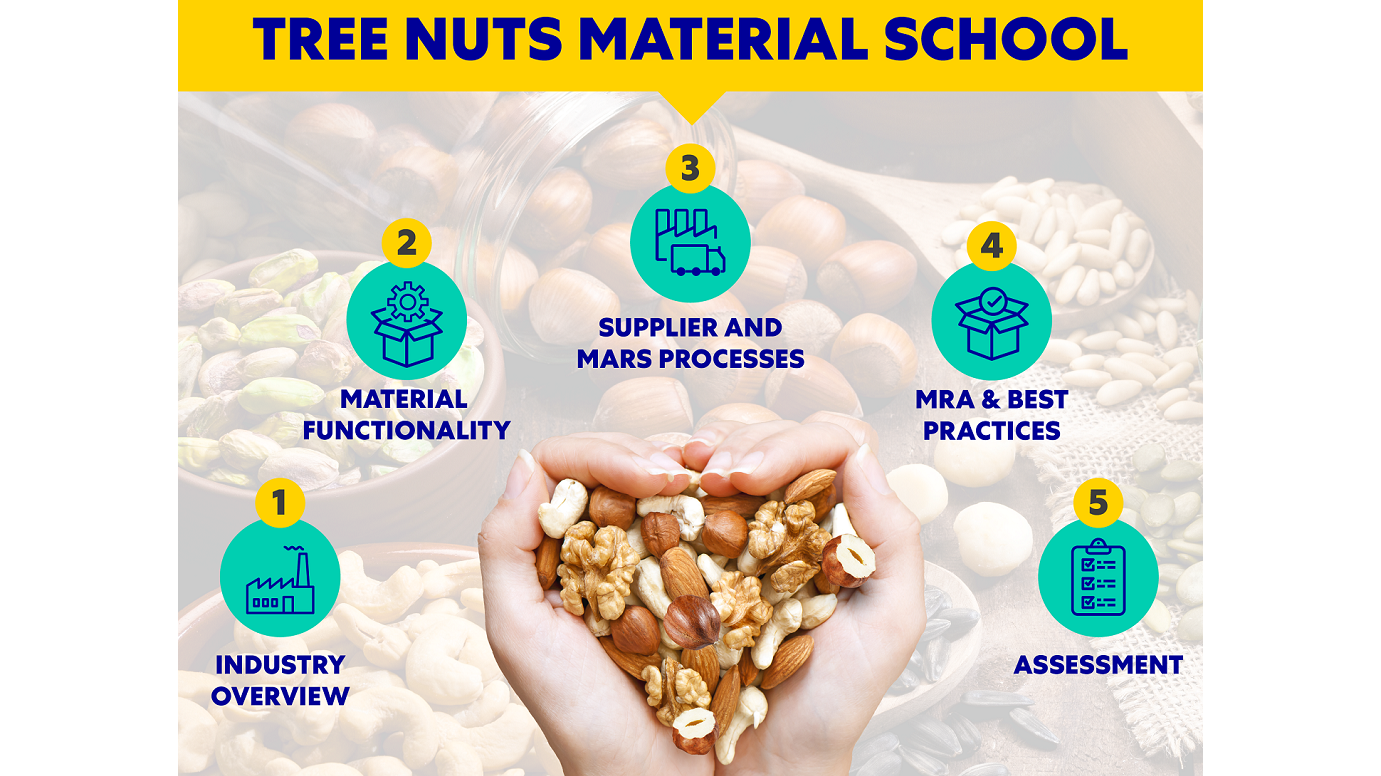 TREE NUTS MATERIAL SCHOOL
1
INDUSTRY
OVERVIEW
2
MATERIAL
FUNCTIONALITY
3
SUPPLIER AND
MARS PROCESSES
4
MRA & BEST
PRACTICES
5
ASSESSMENT